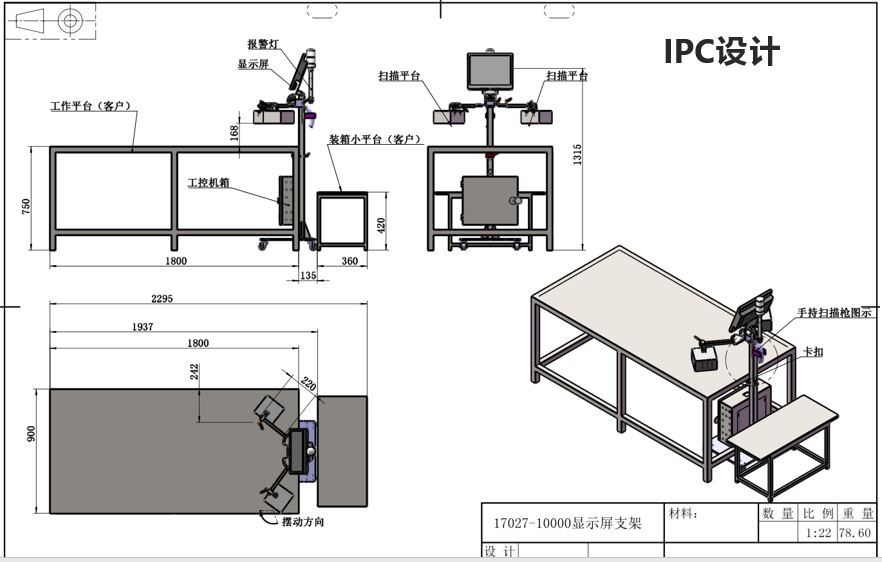 IPC设计
报警灯
显示屏
工作平台（客户）
168
装箱小平台（客户）
工控机箱
750
420
1800
135
360
扫描平台
扫描平台
1315
2295
1937
1800
242
220
900
摆动方向
手持扫描枪图示
卡扣
17027-10000显示屏支架
材料:
数 量
比 例
重 量
1:22
78.60
设 计